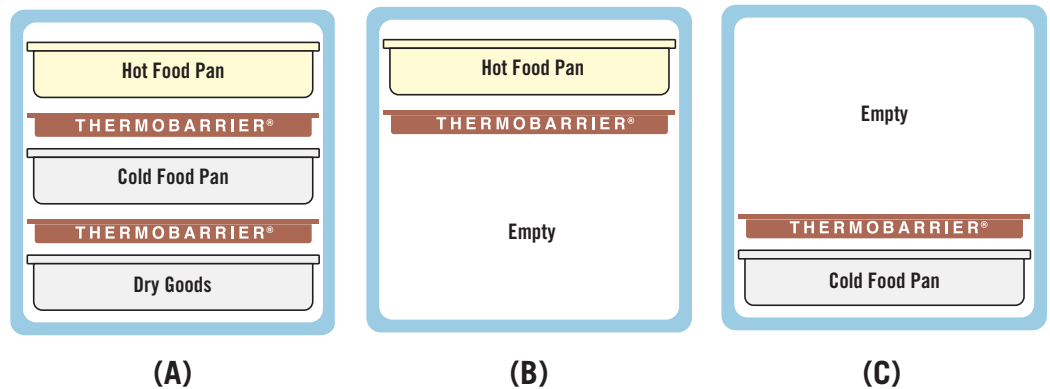 Hot Food Pan
THERMOBARRIER®
Cold Food Pan
THERMOBARRIER®
Dry Goods
(A)
Hot Food Pan
THERMOBARRIER®
Empty
(B)
Empty
THERMOBARRIER®
Cold Food Pan
(C)